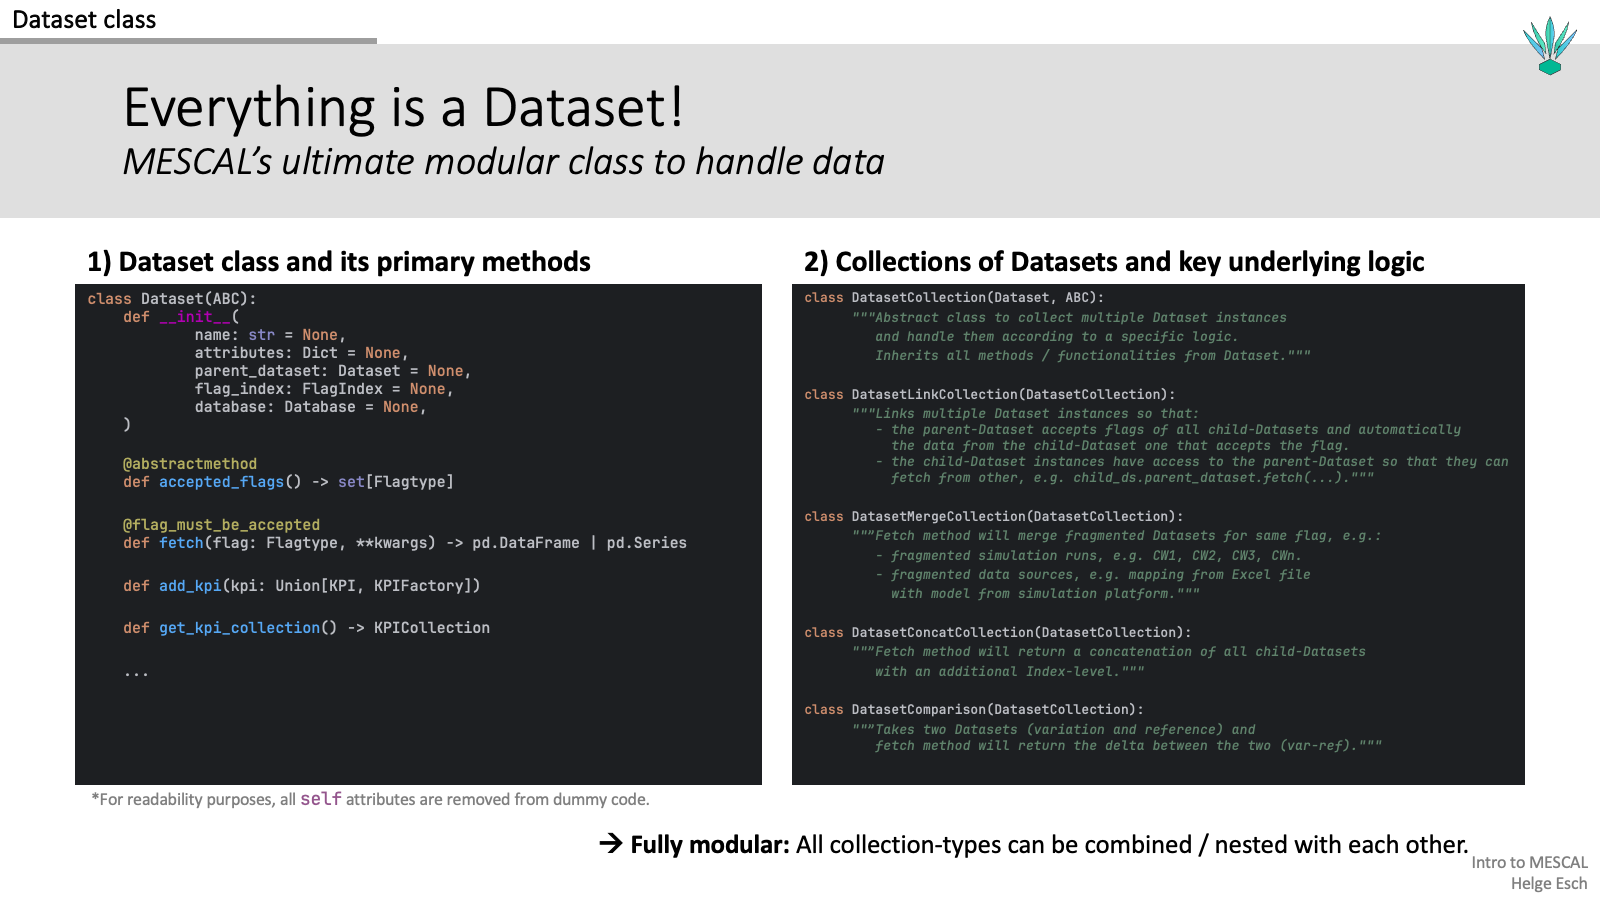 Dataset class
Everything is a Dataset!
MESCAL’s ultimate modular class to handle data
1) Dataset class and its primary methods
class Dataset(ABC):
    def __init__(
            name: str = None,
            attributes: Dict = None,
            parent_dataset: Dataset = None,
            flag_index: FlagIndex = None,
            database: Database = None,
    )
    @abstractmethod
    def accepted_flags() -> set[Flagtype]
    @flag_must_be_accepted
    def fetch(flag: Flagtype, **kwargs) -> pd.DataFrame | pd.Series
    def add_kpi(kpi: Union[KPI, KPIFactory])
    def get_kpi_collection() -> KPICollection
    ...
*For readability purposes, all self attributes are removed from dummy code.
2) Collections of Datasets and key underlying logic
class DatasetCollection(Dataset, ABC):
      """Abstract class to collect multiple Dataset instances
         and handle them according to a specific logic.
         Inherits all methods / functionalities from Dataset."""
class DatasetLinkCollection(DatasetCollection):
      """Links multiple Dataset instances so that:
         - the parent-Dataset accepts flags of all child-Datasets and automatically
           the data from the child-Dataset one that accepts the flag.
         - the child-Dataset instances have access to the parent-Dataset so that they can
           fetch from other, e.g. child_ds.parent_dataset.fetch(...)."""
class DatasetMergeCollection(DatasetCollection):
      """Fetch method will merge fragmented Datasets for same flag, e.g.:
         - fragmented simulation runs, e.g. CW1, CW2, CW3, CWn.
         - fragmented data sources, e.g. mapping from Excel file
           with model from simulation platform."""
class DatasetConcatCollection(DatasetCollection):
      """Fetch method will return a concatenation of all child-Datasets
         with an additional Index-level."""
class DatasetComparison(DatasetCollection):
      """Takes two Datasets (variation and reference) and
         fetch method will return the delta between the two (var-ref)."""
→ Fully modular: All collection-types can be combined / nested with each other.
Intro to MESCAL
Helge Esch